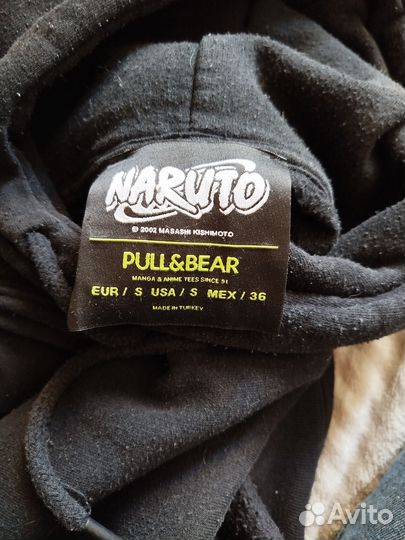 NARUTO
© 2002 MASASHI KISHIMOTO
PULL&BEAR
MANGA & ANIME TEES SINCE 91
EUR / S USA / S MEX / 36
MADE IN TURKEY
Avito